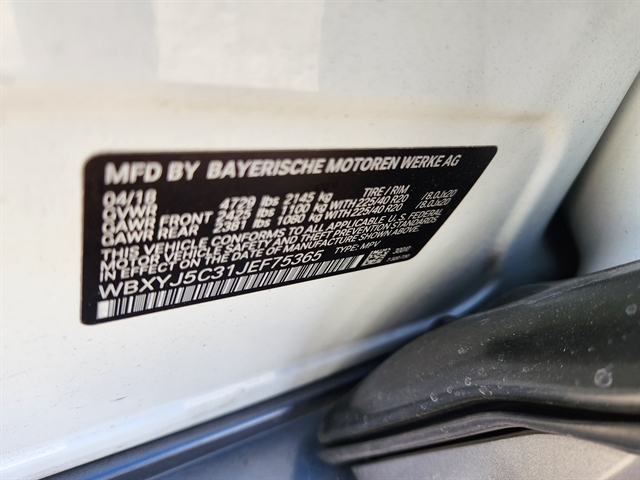 MFD BY BAYERISCHE MOTOREN WERKE AG
04/18 TIRE / RIM
GVWR 4729 lbs 2145 kg
GAWR FRONT 2425 lbs 1100 kg WITH 225/40 R20 / 8.0Jx20
GAWR REAR 2381 lbs 1080 kg WITH 225/40 R20 / 8.0Jx20
THIS VEHICLE CONFORMS TO ALL APPLICABLE U.S. FEDERAL
MOTOR VEHICLE SAFETY, BUMPER, AND THEFT PREVENTION STANDARDS IN EFFECT
ON THE DATE OF MANUFACTURE SHOWN ABOVE.
WBXYJ5C31JEF75365 TYPE: MPV